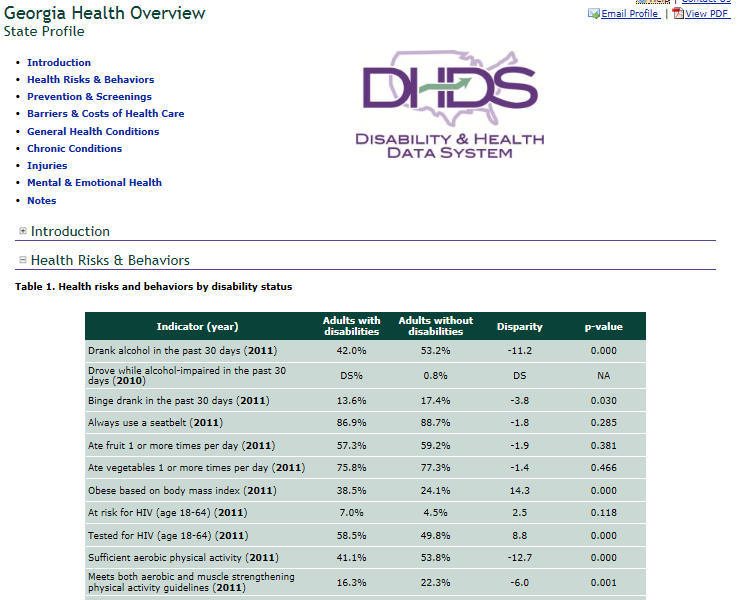 Georgia Health Overview
State Profile
Help | Contact Us
Email Profile | View PDF
Introduction
Health Risks & Behaviors
Prevention & Screenings
Barriers & Costs of Health Care
General Health Conditions
Chronic Conditions
Injuries
Mental & Emotional Health
Notes
DHDS
DISABILITY & HEALTH
DATA SYSTEM
Introduction
Health Risks & Behaviors
Table 1. Health risks and behaviors by disability status
Indicator (year) Adults with disabilities Adults without disabilities Disparity p-value
Drank alcohol in the past 30 days (2011) 42.0% 53.2% -11.2 0.000
Drove while alcohol-impaired in the past 30
days (2010) DS% 0.8% DS NA
Binge drank in the past 30 days (2011) 13.6% 17.4% -3.8 0.030
Always use a seatbelt (2011) 86.9% 88.7% -1.8 0.285
Ate fruit 1 or more times per day (2011) 57.3% 59.2% -1.9 0.381
Ate vegetables 1 or more times per day (2011) 75.8% 77.3% -1.4 0.466
Obese based on body mass index (2011) 38.5% 24.1% 14.3 0.000
At risk for HIV (age 18-64) (2011) 7.0% 4.5% 2.5 0.118
Tested for HIV (age 18-64) (2011) 58.5% 49.8% 8.8 0.000
Sufficient aerobic physical activity (2011) 41.1% 53.8% -12.7 0.000
Meets both aerobic and muscle strengthening
physical activity guidelines (2011) 16.3% 22.3% -6.0 0.001